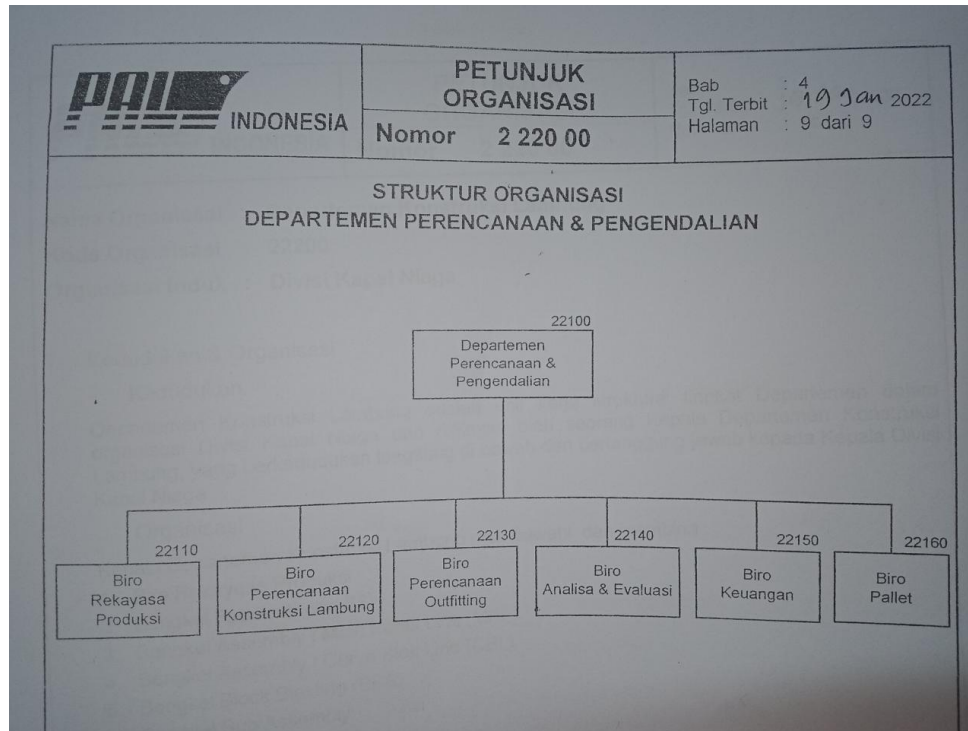 PAL
INDONESIA
PETUNJUK
ORGANISASI
Nomor 2 220 00
Bab : 4
Tgl. Terbit : 19 Jan 2022
Halaman : 9 dari 9
STRUKTUR ORGANISASI
DEPARTEMEN PERENCANAAN & PENGENDALIAN
22100
Departemen
Perencanaan &
Pengendalian
22110
Biro
Rekayasa
Produksi
22120
Biro
Perencanaan
Konstruksi Lambung
22130
Biro
Perencanaan
Outfitting
22140
Biro
Analisa & Evaluasi
22150
Biro
Keuangan
22160
Biro
Pallet